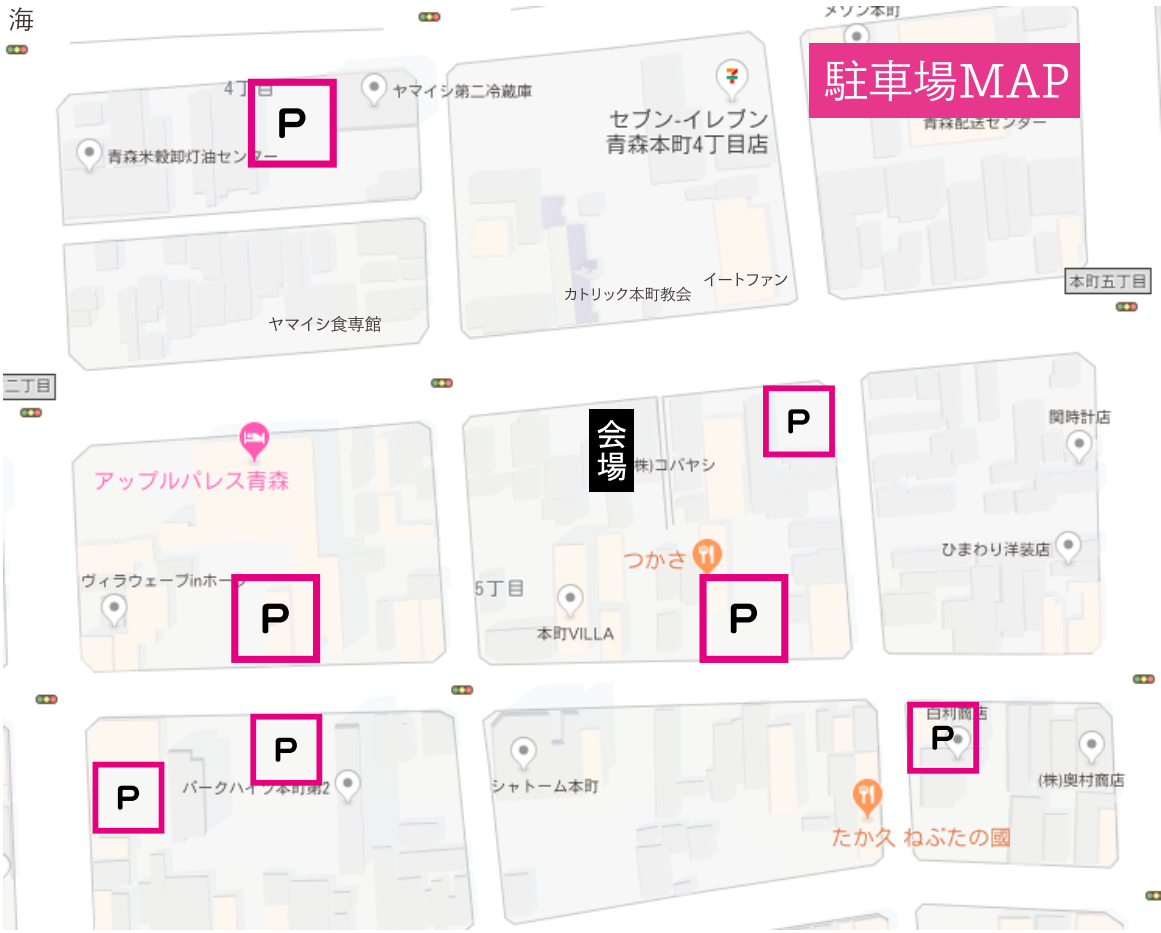 海
メゾン本町
駐車場MAP
4丁目
P
ヤマイシ第二冷蔵庫
セブン-イレブン
青森本町4丁目店
青森配送センター
青森米穀卸灯油センター
イートファン
カトリック本町教会
本町五丁目
ヤマイシ食専館
二丁目
P
関時計店
会場
アップルパレス青森
(株)コバヤシ
つかさ
ひまわり洋装店
ヴィラウェーブinホー
5丁目
P
P
本町VILLA
P
白利商店
P
シャトーム本町
(株)奥村商店
パークハイツ本町第2
P
たか久 ねぶたの國